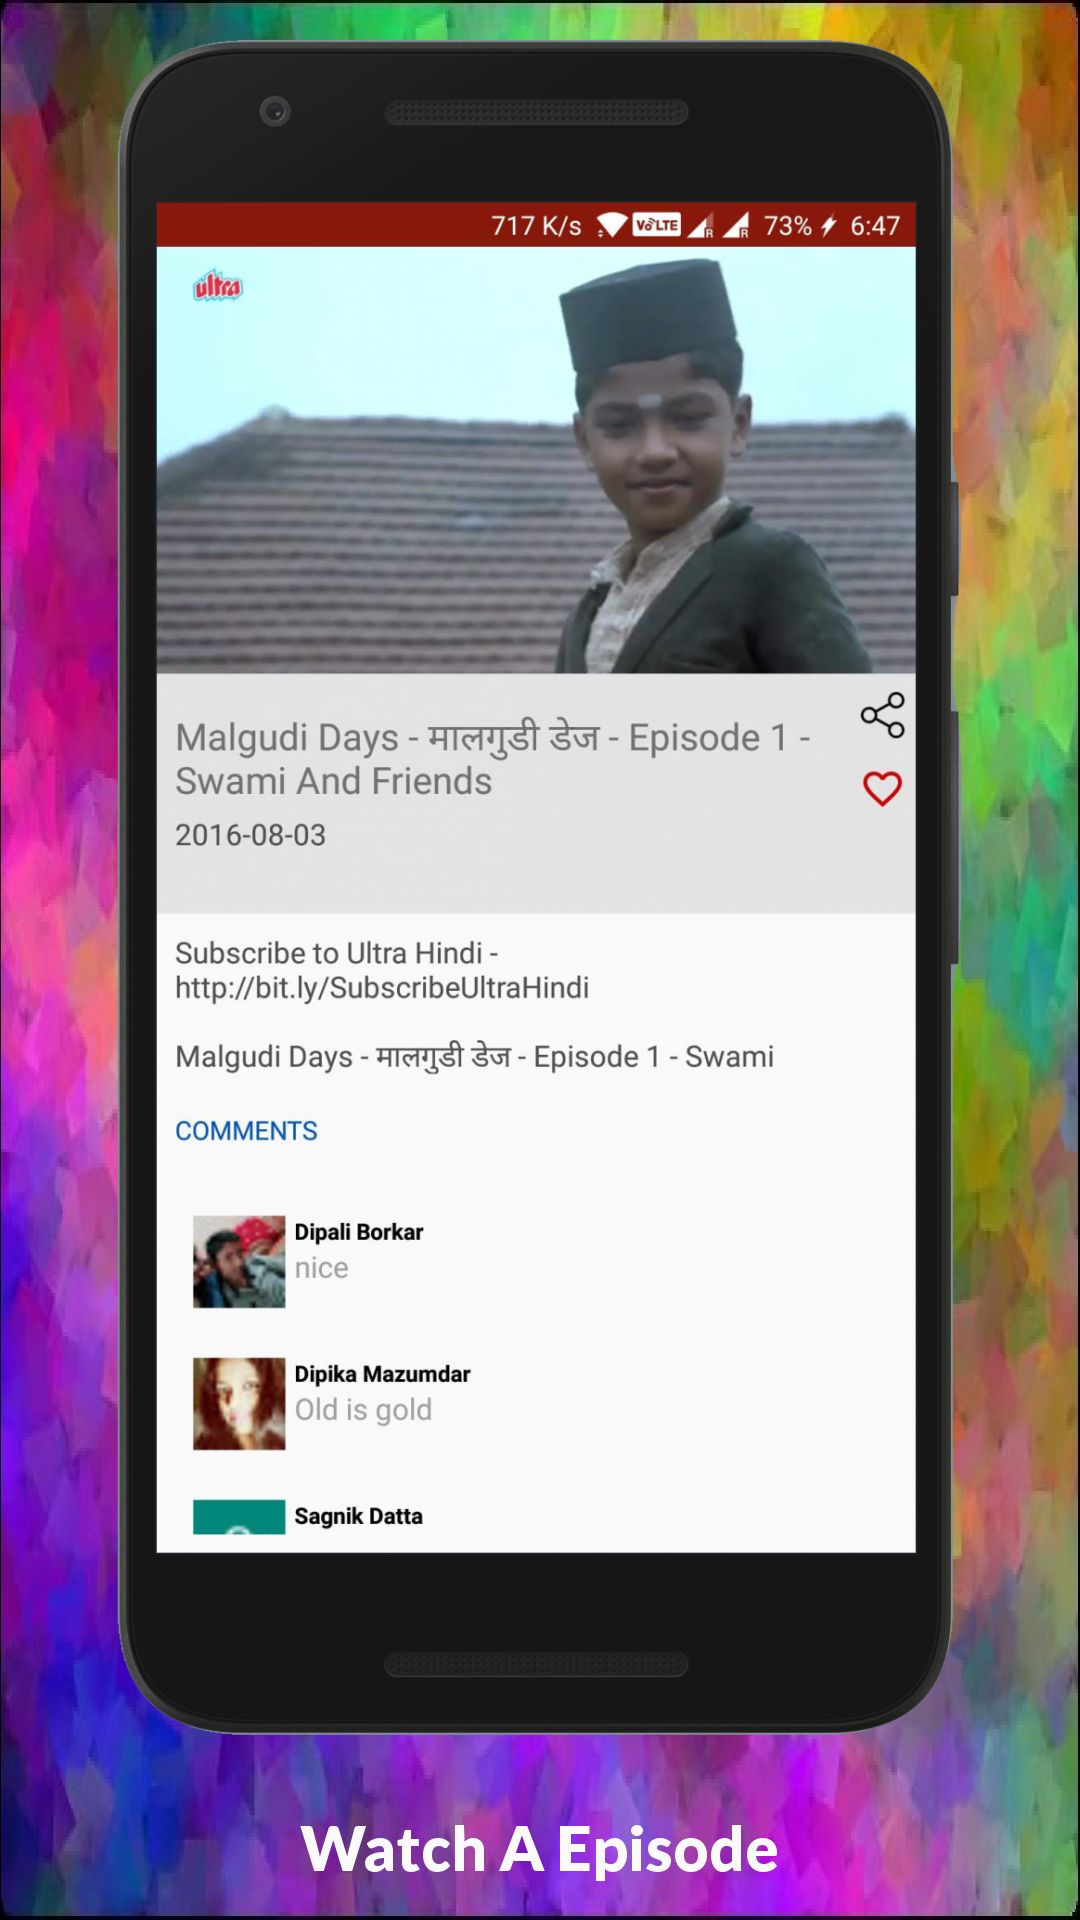 717 K/s VoLTE R R 73% 6:47
ultra
Malgudi Days - मालगुडी डेज - Episode 1 -
Swami And Friends
2016-08-03
Subscribe to Ultra Hindi -
http://bit.ly/SubscribeUltraHindi
Malgudi Days - मालगुडी डेज - Episode 1 - Swami
COMMENTS
Dipali Borkar
nice
Dipika Mazumdar
Old is gold
Sagnik Datta
Watch A Episode